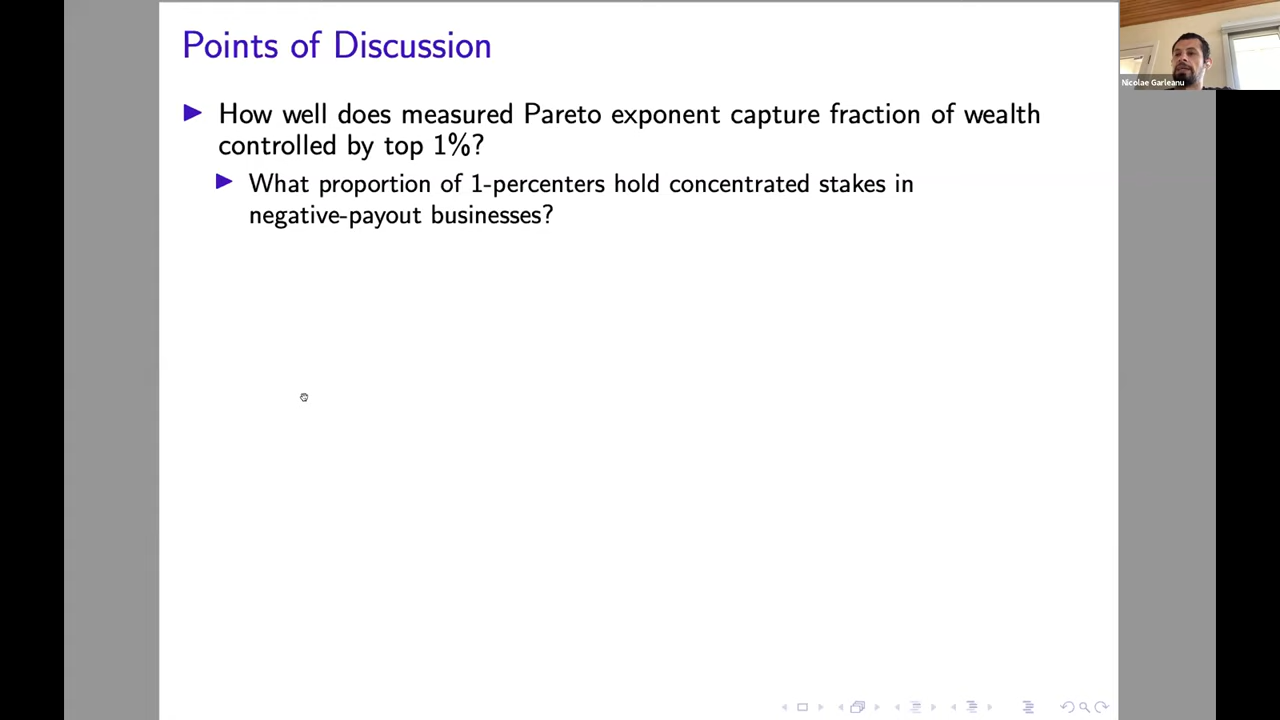 Points of Discussion
How well does measured Pareto exponent capture fraction of wealth
controlled by top 1%?
What proportion of 1-percenters hold concentrated stakes in
negative-payout businesses?
Nicolae Garleanu